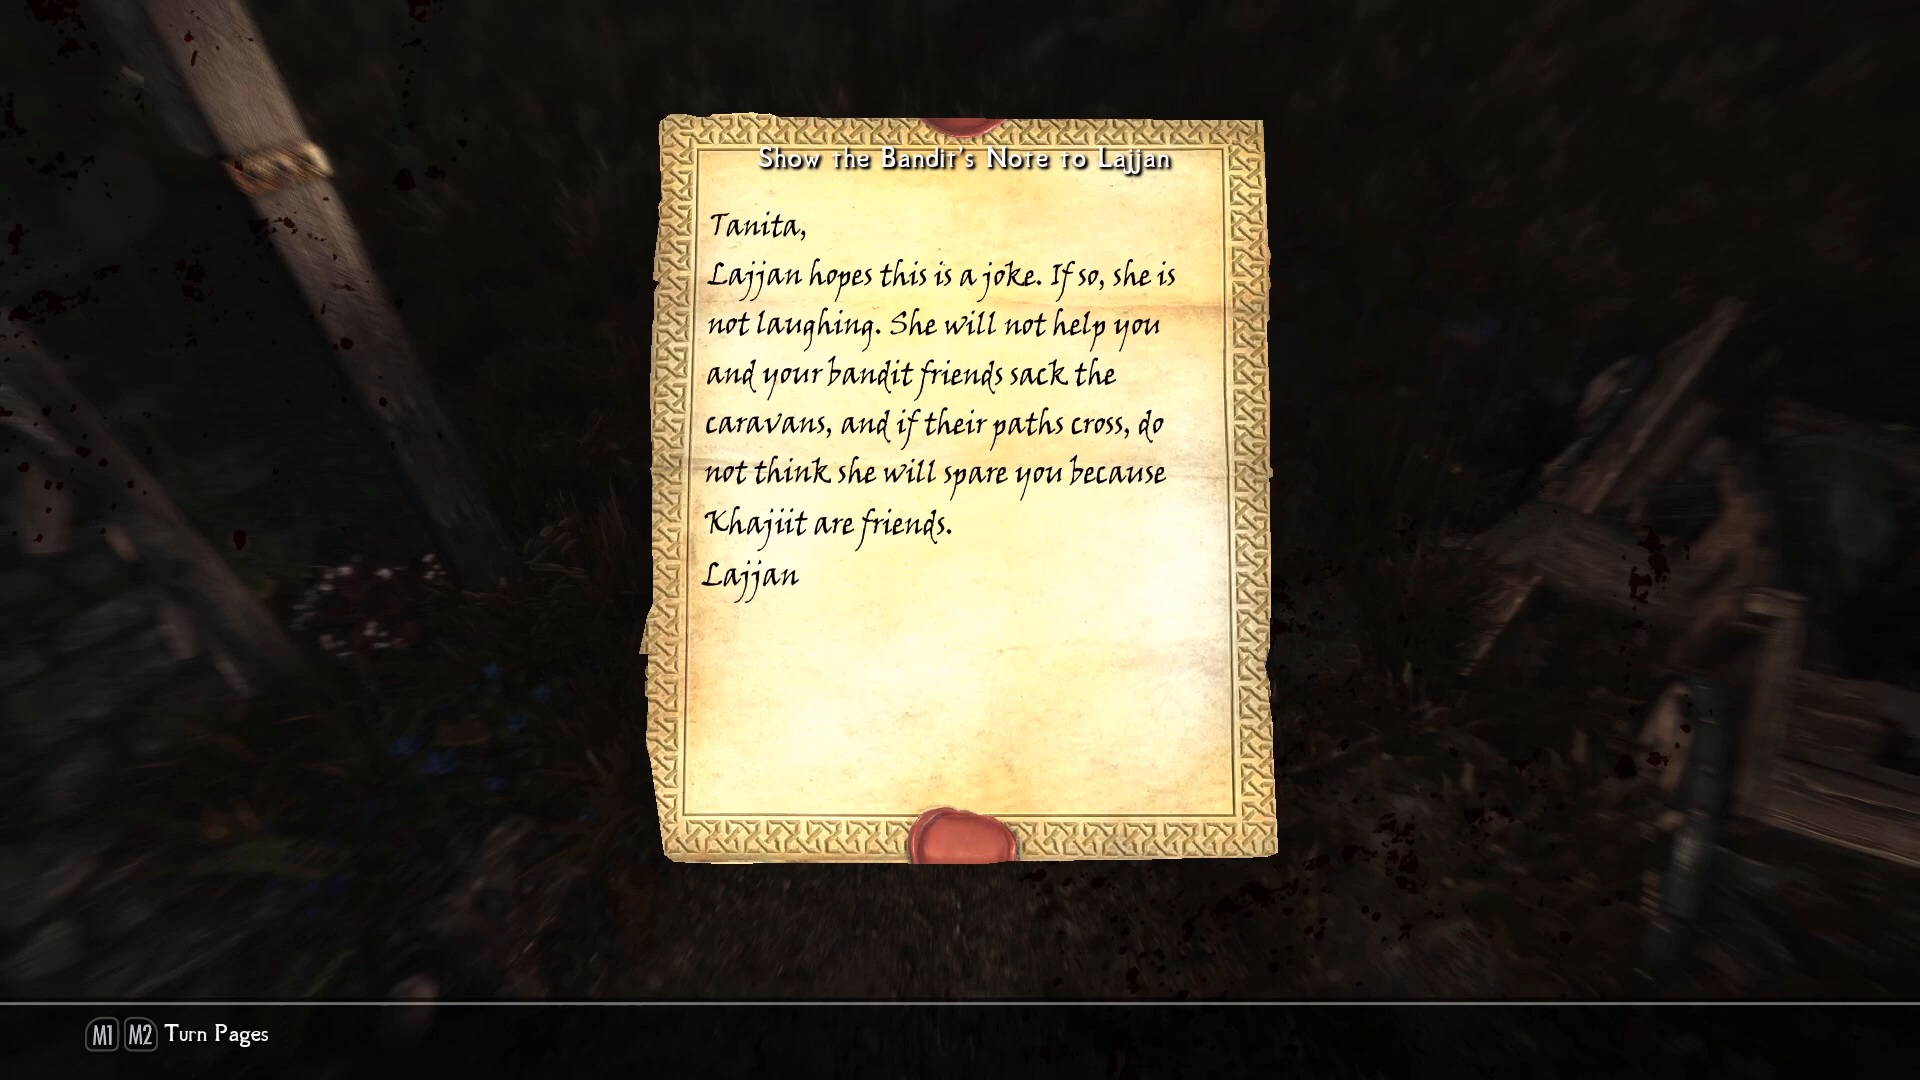 Show the Bandit's Note to Lajjan
Tanita,
Lajjan hopes this is a joke. If so, she is
not laughing. She will not help you
and your bandit friends sack the
caravans, and if their paths cross, do
not think she will spare you because
Khajiit are friends.
Lajjan
M1 M2 Turn Pages